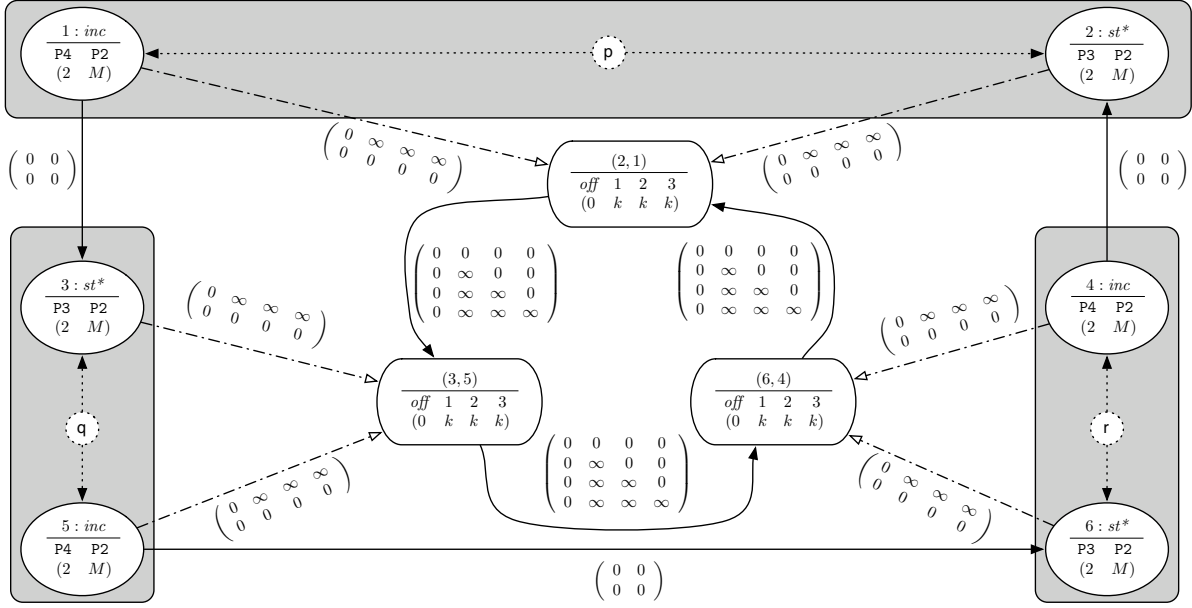 1 : inc
P4 P2
(2 M)
p
2 : st*
P3 P2
(2 M)
( 0 ∞ ∞ ∞
0 0 0 0 )
( 0 ∞ ∞ ∞
0 0 0 0 )
( 0 0
0 0 )
( 0 0
0 0 )
(2, 1)
off 1 2 3
(0 k k k)
( 0 0 0 0
0 ∞ 0 0
0 ∞ ∞ 0
0 ∞ ∞ ∞ )
( 0 0 0 0
0 ∞ 0 0
0 ∞ ∞ 0
0 ∞ ∞ ∞ )
3 : st*
P3 P2
(2 M)
( 0 ∞ ∞ ∞
0 0 0 0 )
( 0 ∞ ∞ ∞
0 0 0 0 )
4 : inc
P4 P2
(2 M)
(3, 5)
off 1 2 3
(0 k k k)
(6, 4)
off 1 2 3
(0 k k k)
q
r
( 0 0 0 0
0 ∞ 0 0
0 ∞ ∞ 0
0 ∞ ∞ ∞ )
( 0 ∞ ∞ ∞
0 0 0 0 )
( 0 ∞ ∞ ∞
0 0 0 0 )
5 : inc
P4 P2
(2 M)
6 : st*
P3 P2
(2 M)
( 0 0
0 0 )